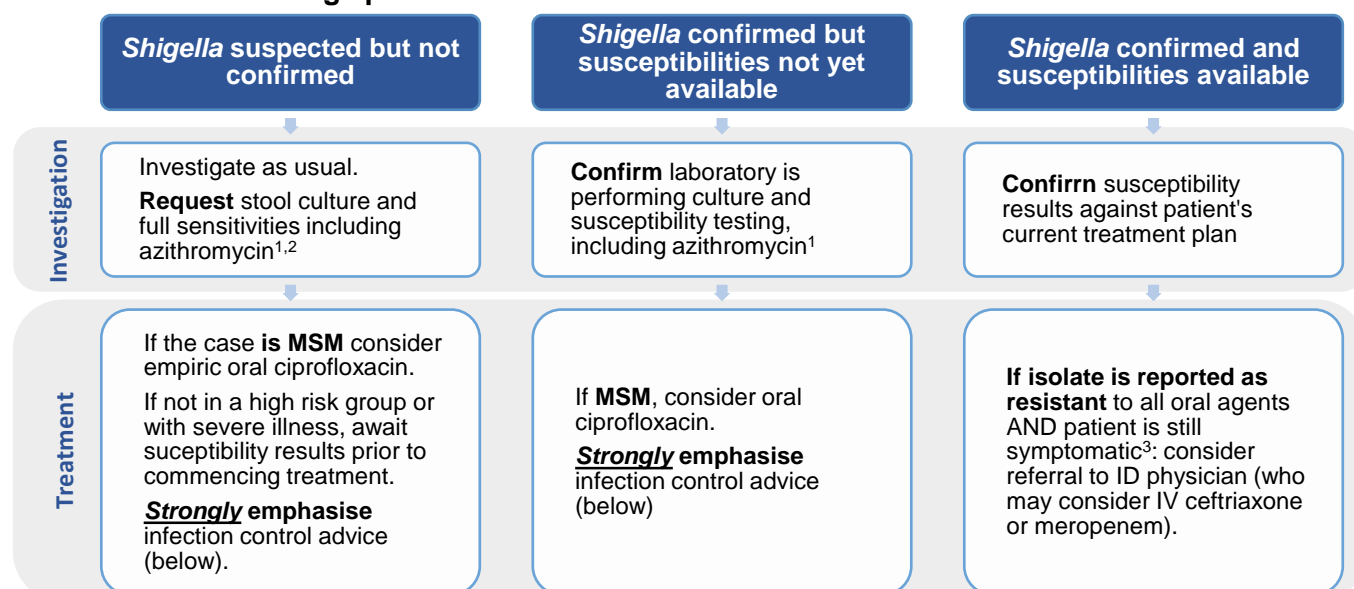 Shigella suspected but not
confirmed
Shigella confirmed but
susceptibilities not yet
available
Shigella confirmed and
susceptibilities available
Investigation
Investigate as usual.
Request stool culture and
full sensitivities including
azithromycin1,2
Confirm laboratory is
performing culture and
susceptibility testing,
including azithromycin1
Confirrn susceptibility
results against patient's
current treatment plan
Treatment
If the case is MSM consider
empiric oral ciprofloxacin.
If not in a high risk group or
with severe illness, await
suceptibility results prior to
commencing treatment.
Strongly emphasise
infection control advice
(below).
If MSM, consider oral
ciprofloxacin.
Strongly emphasise
infection control advice
(below)
If isolate is reported as
resistant to all oral agents
AND patient is still
symptomatic3: consider
referral to ID physician (who
may consider IV ceftriaxone
or meropenem).